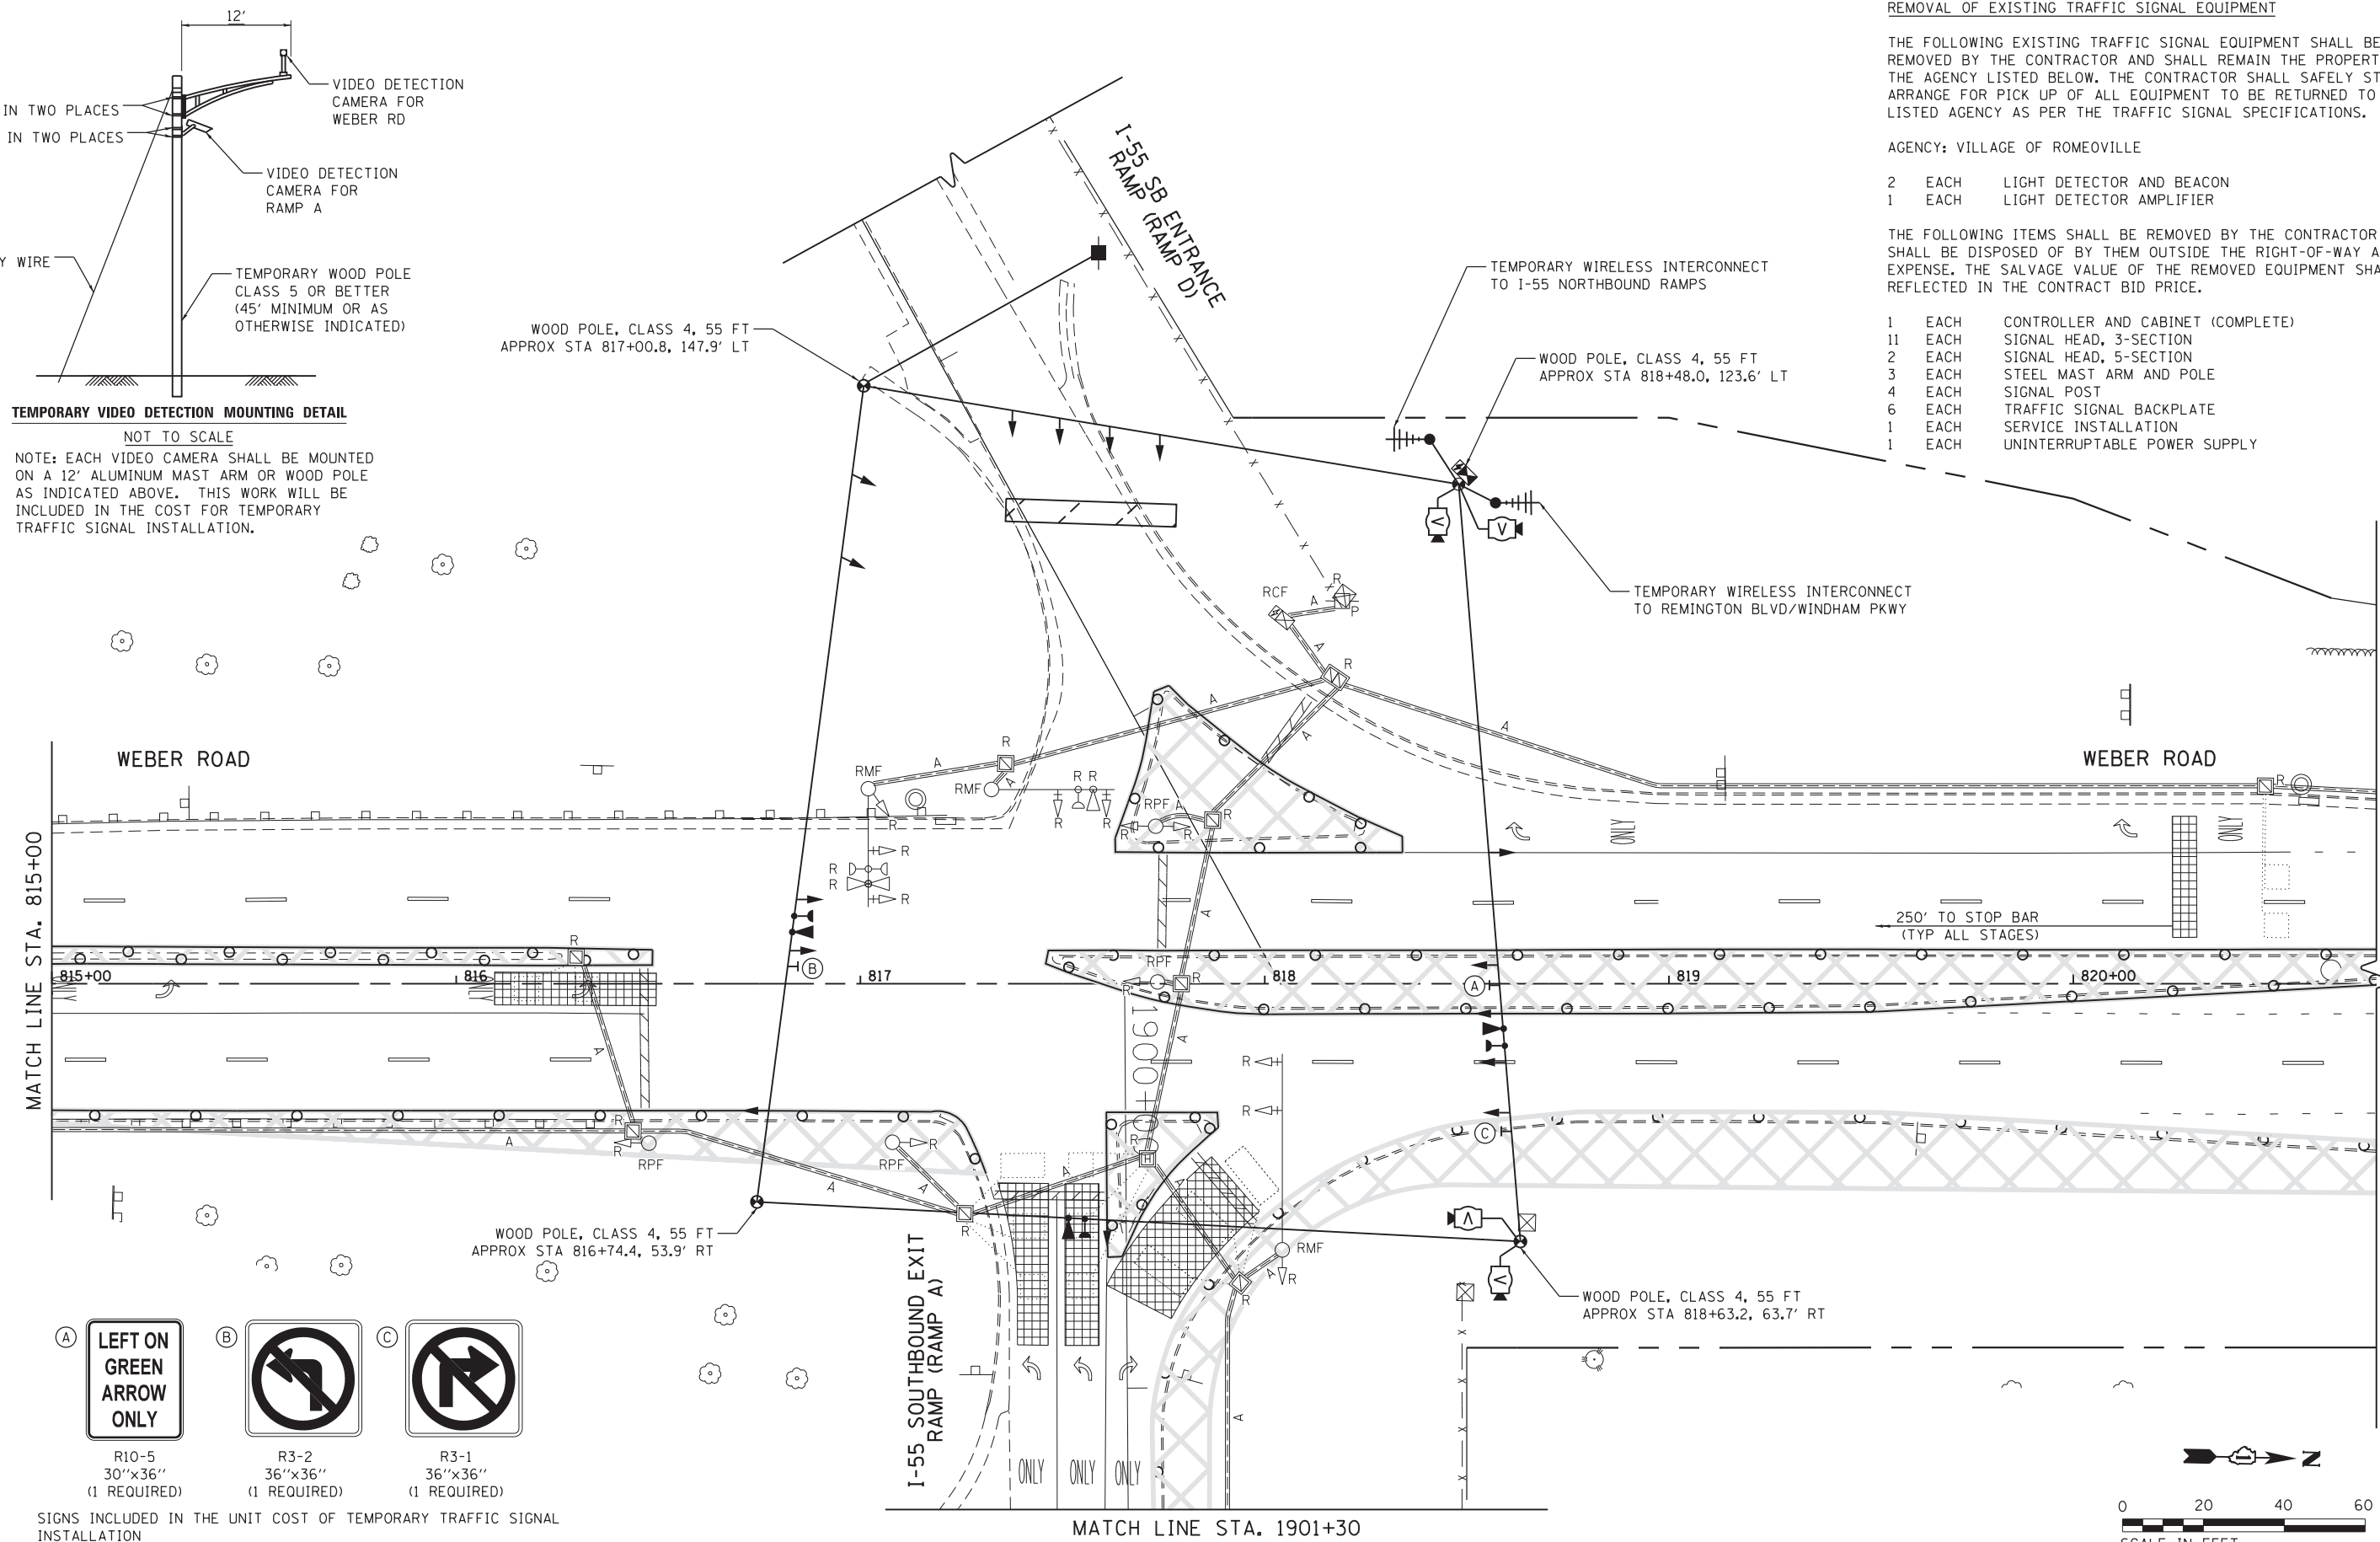 12'
VIDEO DETECTION
CAMERA FOR
WEBER RD
IN TWO PLACES
IN TWO PLACES
VIDEO DETECTION
CAMERA FOR
RAMP A
WIRE
TEMPORARY WOOD POLE
CLASS 5 OR BETTER
(45' MINIMUM OR AS
OTHERWISE INDICATED)
TEMPORARY VIDEO DETECTION MOUNTING DETAIL
NOT TO SCALE
NOTE: EACH VIDEO CAMERA SHALL BE MOUNTED
ON A 12' ALUMINUM MAST ARM OR WOOD POLE
AS INDICATED ABOVE. THIS WORK WILL BE
INCLUDED IN THE COST FOR TEMPORARY
TRAFFIC SIGNAL INSTALLATION.
REMOVAL OF EXISTING TRAFFIC SIGNAL EQUIPMENT
THE FOLLOWING EXISTING TRAFFIC SIGNAL EQUIPMENT SHALL BE
REMOVED BY THE CONTRACTOR AND SHALL REMAIN THE PROPERT
THE AGENCY LISTED BELOW. THE CONTRACTOR SHALL SAFELY ST
ARRANGE FOR PICK UP OF ALL EQUIPMENT TO BE RETURNED TO
LISTED AGENCY AS PER THE TRAFFIC SIGNAL SPECIFICATIONS.
AGENCY: VILLAGE OF ROMEOVILLE
2 EACH LIGHT DETECTOR AND BEACON
1 EACH LIGHT DETECTOR AMPLIFIER
THE FOLLOWING ITEMS SHALL BE REMOVED BY THE CONTRACTOR
SHALL BE DISPOSED OF BY THEM OUTSIDE THE RIGHT-OF-WAY A
EXPENSE. THE SALVAGE VALUE OF THE REMOVED EQUIPMENT SHA
REFLECTED IN THE CONTRACT BID PRICE.
1 EACH CONTROLLER AND CABINET (COMPLETE)
11 EACH SIGNAL HEAD, 3-SECTION
2 EACH SIGNAL HEAD, 5-SECTION
3 EACH STEEL MAST ARM AND POLE
4 EACH SIGNAL POST
6 EACH TRAFFIC SIGNAL BACKPLATE
1 EACH SERVICE INSTALLATION
1 EACH UNINTERRUPTABLE POWER SUPPLY
I-55 SB ENTRANCE
RAMP (RAMP D)
WOOD POLE, CLASS 4, 55 FT
APPROX STA 817+00.8, 147.9' LT
TEMPORARY WIRELESS INTERCONNECT
TO I-55 NORTHBOUND RAMPS
WOOD POLE, CLASS 4, 55 FT
APPROX STA 818+48.0, 123.6' LT
V
V
TEMPORARY WIRELESS INTERCONNECT
TO REMINGTON BLVD/WINDHAM PKWY
RCF
A
R
P
A
R
A
A
A
WEBER ROAD
WEBER ROAD
RMF
A
R
RMF
A
R R
R
R
R
RPF A
R
R
R
R
R
R
R
R
ONLY
ONLY
250' TO STOP BAR
(TYP ALL STAGES)
MATCH LINE STA. 815+00
815+00
816
817
818
819
820+00
R
B
A
RPF
R
A
A
1900+00
A
R
R
R
RPF
A
A
RPF
R
A
A
R
A
R
H
C
WOOD POLE, CLASS 4, 55 FT
APPROX STA 816+74.4, 53.9' RT
V
V
RMF
R
A
R
A
WOOD POLE, CLASS 4, 55 FT
APPROX STA 818+63.2, 63.7' RT
I-55 SOUTHBOUND EXIT
RAMP (RAMP A)
ONLY
ONLY
ONLY
A
LEFT ON
GREEN
ARROW
ONLY
R10-5
30''x36''
(1 REQUIRED)
B
R3-2
36''x36''
(1 REQUIRED)
C
R3-1
36''x36''
(1 REQUIRED)
SIGNS INCLUDED IN THE UNIT COST OF TEMPORARY TRAFFIC SIGNAL
INSTALLATION
MATCH LINE STA. 1901+30
N
0 20 40 60
SCALE IN FEET